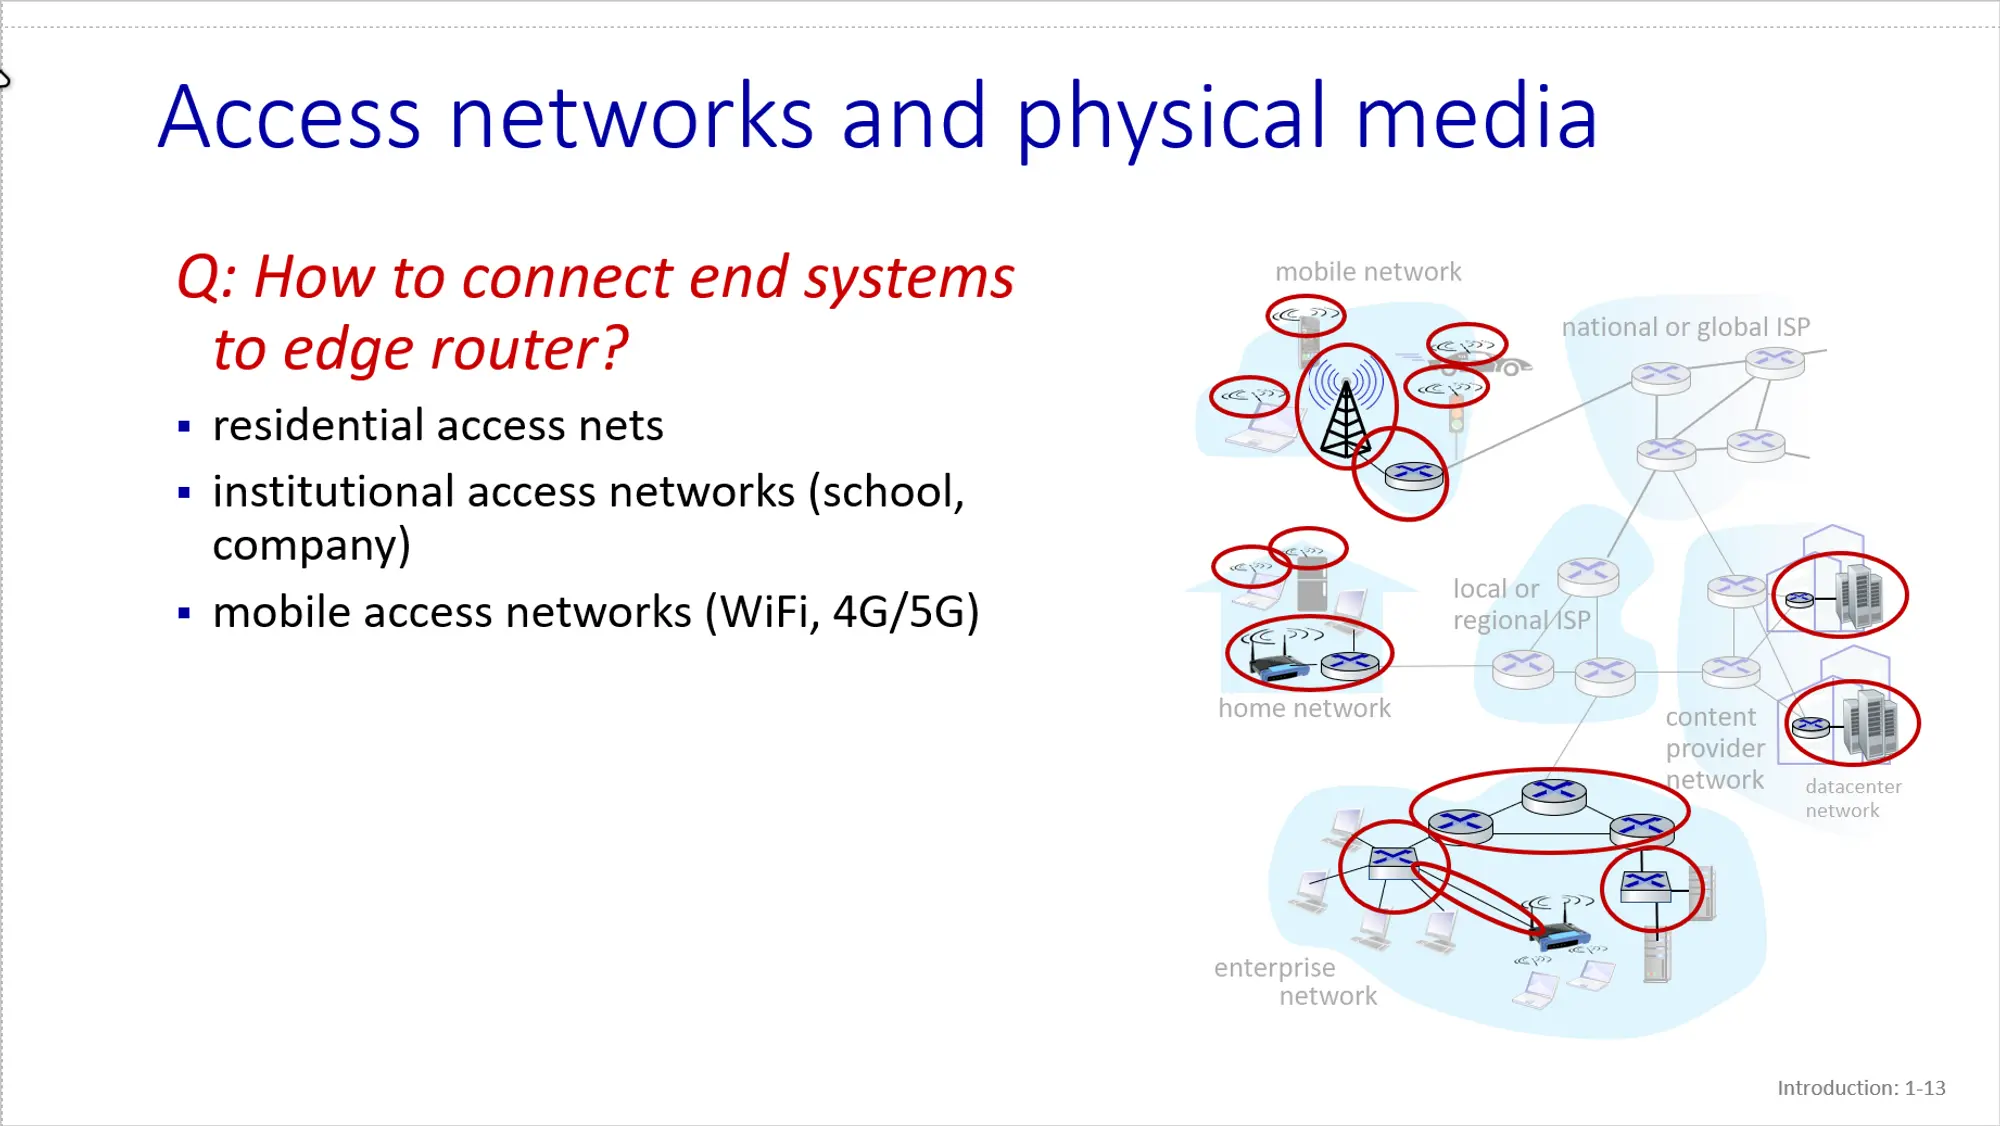 Access networks and physical media
Q: How to connect end systems
to edge router?
▪ residential access nets
▪ institutional access networks (school,
company)
▪ mobile access networks (WiFi, 4G/5G)
mobile network
national or global ISP
local or
regional ISP
home network
content
provider
network
datacenter
network
enterprise
network
Introduction: 1-13